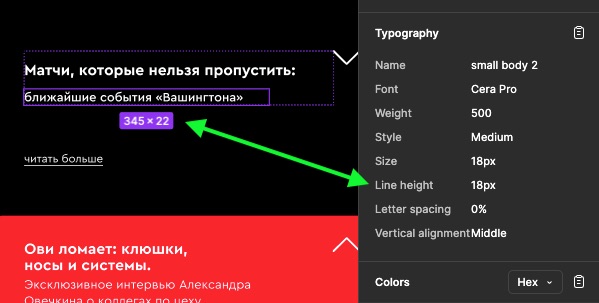 Матчи, которые нельзя пропустить:
ближайшие события «Вашингтона»
345 × 22
читать больше
Ови ломает: клюшки,
носы и системы.
Эксклюзивное интервью Александра
Овечкина о коллегах по цеху
Typography
Name small body 2
Font Cera Pro
Weight 500
Style Medium
Size 18px
Line height 18px
Letter spacing 0%
Vertical alignment Middle
Colors
Hex